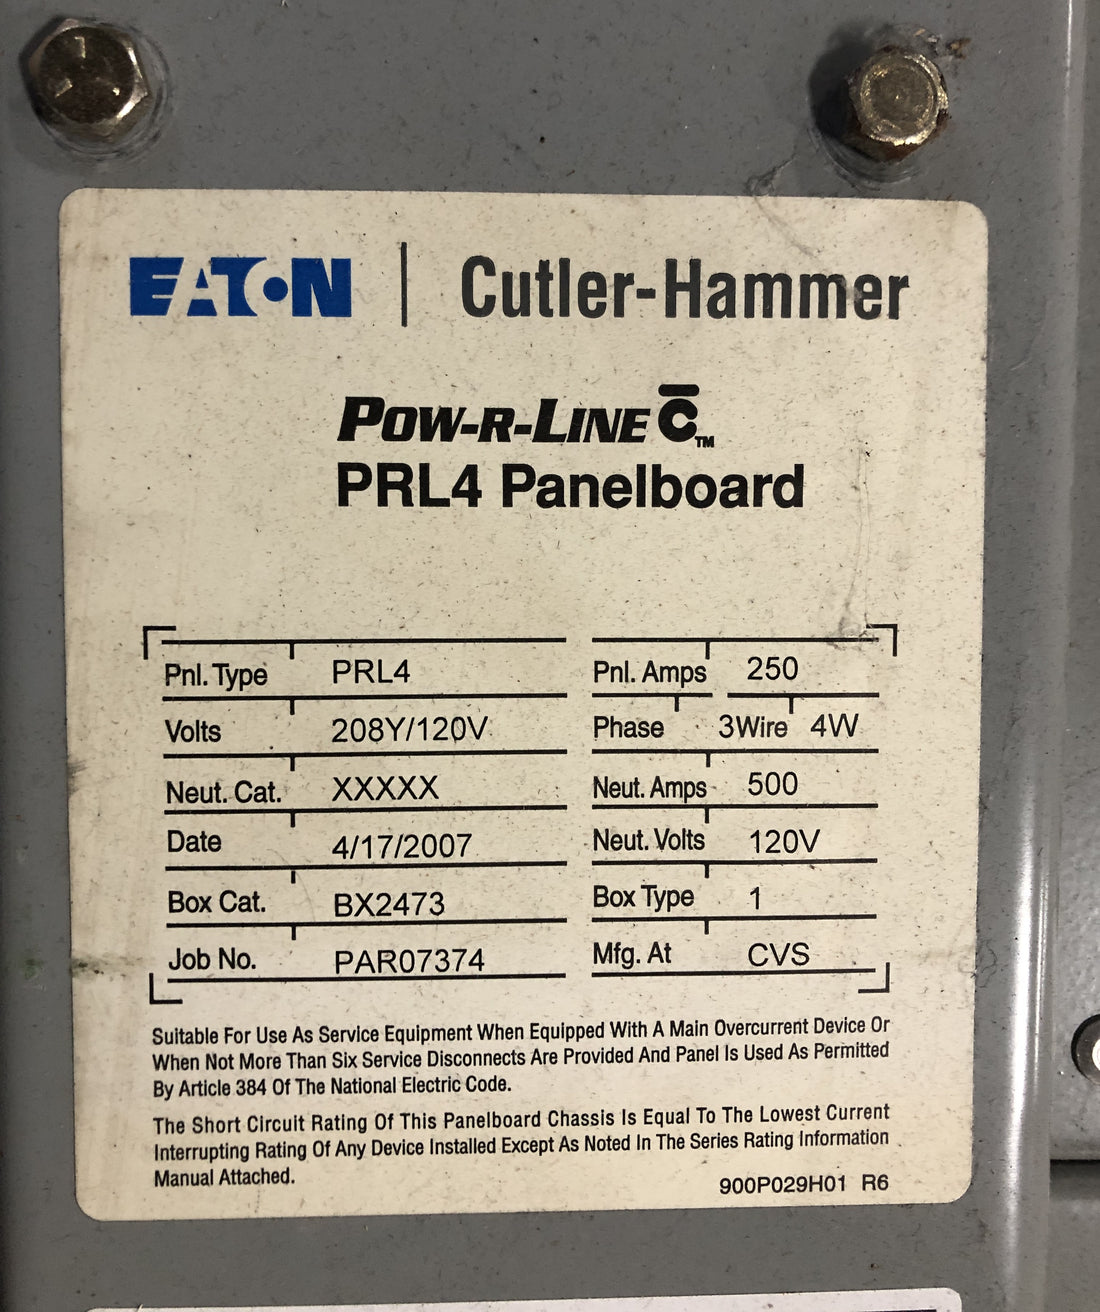 EATON | Cutler-Hammer
POW-R-LINE C™
PRL4 Panelboard
Pnl. Type PRL4 Pnl. Amps 250
Volts 208Y/120V Phase 3Wire 4W
Neut. Cat. XXXXX Neut. Amps 500
Date 4/17/2007 Neut. Volts 120V
Box Cat. BX2473 Box Type 1
Job No. PAR07374 Mfg. At CVS
Suitable For Use As Service Equipment When Equipped With A Main Overcurrent Device Or
When Not More Than Six Service Disconnects Are Provided And Panel Is Used As Permitted
By Article 384 Of The National Electric Code.
The Short Circuit Rating Of This Panelboard Chassis Is Equal To The Lowest Current
Interrupting Rating Of Any Device Installed Except As Noted In The Series Rating Information
Manual Attached.
900P029H01 R6